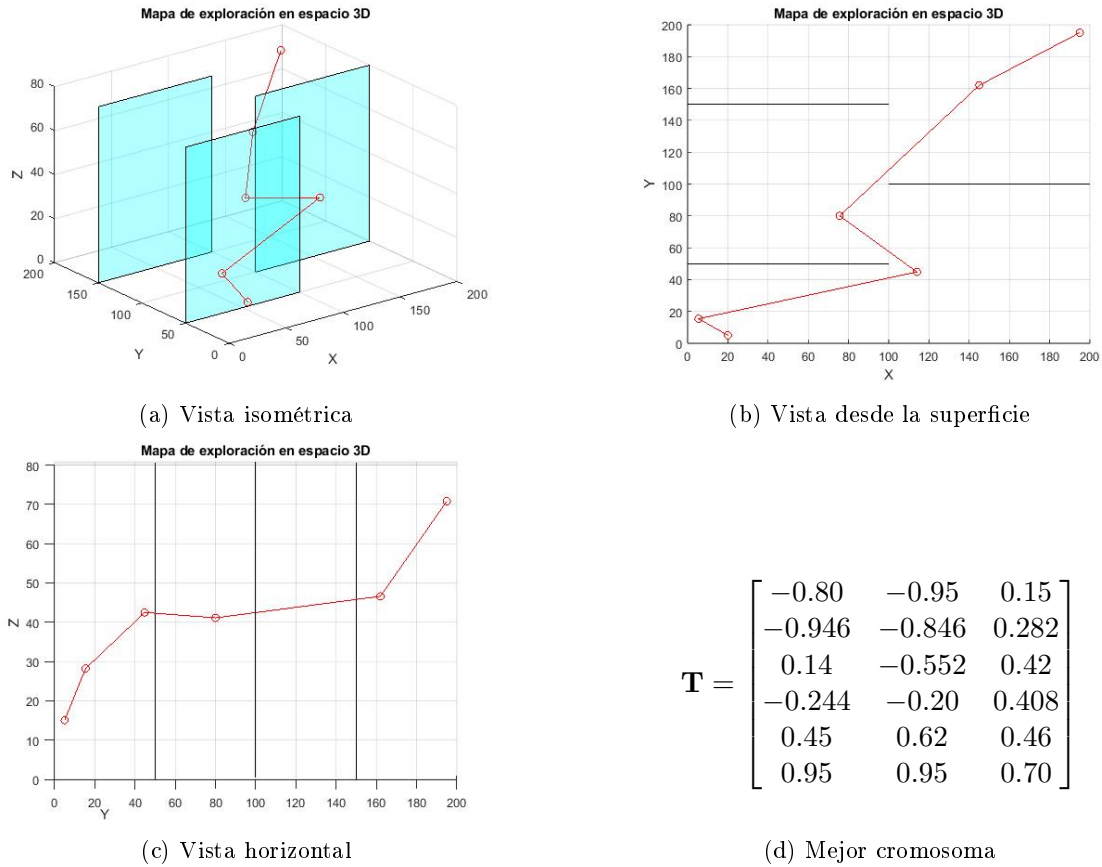 Mapa de exploración en espacio 3D
80
60
40
20
0
Z
200
150
100
50
0
Y
0
50
100
150
200
X
(a) Vista isométrica
Mapa de exploración en espacio 3D
200
180
160
140
120
100
80
60
40
20
0
Y
0 20 40 60 80 100 120 140 160 180 200
X
(b) Vista desde la superficie
Mapa de exploración en espacio 3D
80
70
60
50
40
30
20
10
0
Z
0 20 40 60 80 100 120 140 160 180 200
Y
(c) Vista horizontal
T =
−0.80 −0.95 0.15
−0.946 −0.846 0.282
0.14 −0.552 0.42
−0.244 −0.20 0.408
0.45 0.62 0.46
0.95 0.95 0.70
(d) Mejor cromosoma